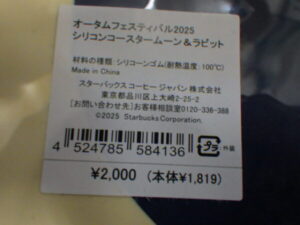 オータムフェスティバル2025
シリコンコースタームーン&ラビット
材料の種類:シリコーンゴム(耐熱温度:100℃)
Made in China
スターバックス コーヒー ジャパン 株式会社
東京都品川区上大崎2-25-2
[お問い合わせ先]お客様相談室0120-336-388
©2025 Starbucks Corporation.
4 524785 584136
プラ:外装
¥2,000 (本体¥1,819)